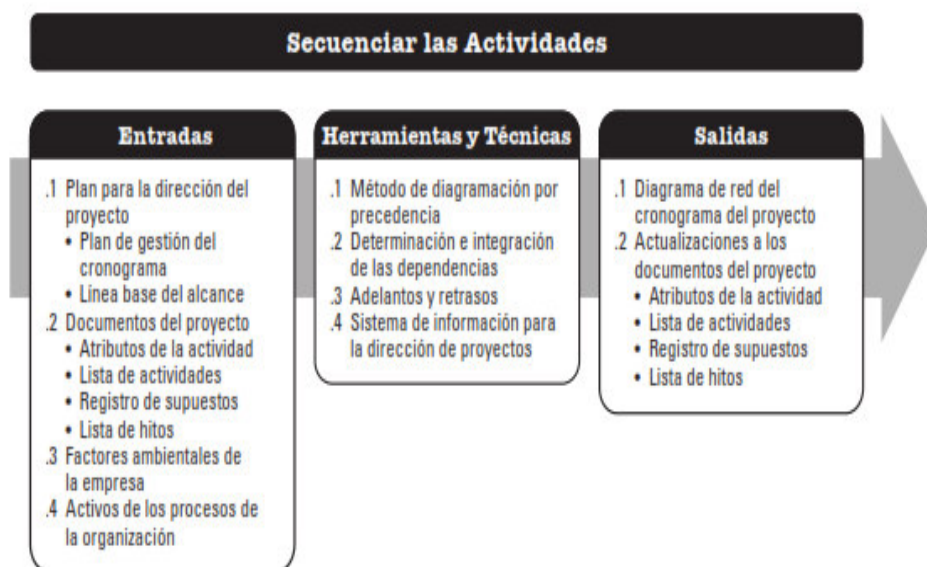 Secuenciar las Actividades
Entradas
.1 Plan para la dirección del
proyecto
• Plan de gestión del
cronograma
• Línea base del alcance
.2 Documentos del proyecto
• Atributos de la actividad
• Lista de actividades
• Registro de supuestos
• Lista de hitos
.3 Factores ambientales de
la empresa
.4 Activos de los procesos de
la organización
Herramientas y Técnicas
.1 Método de diagramación por
precedencia
.2 Determinación e integración
de las dependencias
.3 Adelantos y retrasos
.4 Sistema de información para
la dirección de proyectos
Salidas
.1 Diagrama de red del
cronograma del proyecto
.2 Actualizaciones a los
documentos del proyecto
• Atributos de la actividad
• Lista de actividades
• Registro de supuestos
• Lista de hitos